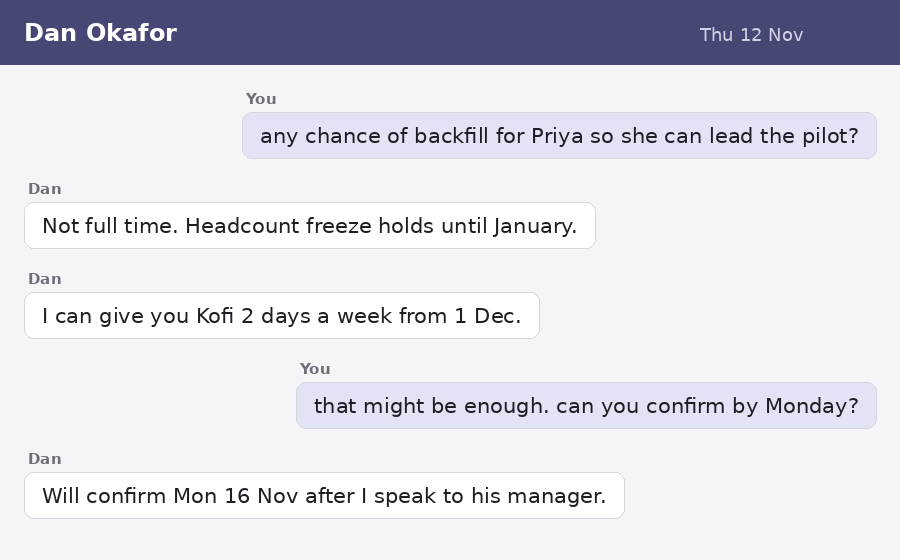 Dan Okafor
Thu 12 Nov
You
any chance of backfill for Priya so she can lead the pilot?
Dan
Not full time. Headcount freeze holds until January.
Dan
I can give you Kofi 2 days a week from 1 Dec.
You
that might be enough. can you confirm by Monday?
Dan
Will confirm Mon 16 Nov after I speak to his manager.